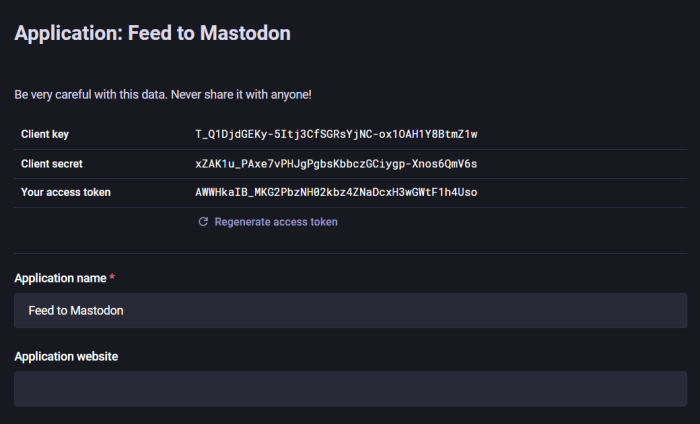 Application: Feed to Mastodon
Be very careful with this data. Never share it with anyone!
Client key T_Q1DjdGEKy-5Itj3CfSGRsYjNC-ox1OAH1Y8BtmZ1w
Client secret xZAK1u_PAxe7vPHJgPgbsKbbczGCiygp-Xnos6QmV6s
Your access token AWWHkaIB_MKG2PbzNH02kbz4ZNaDcxH3wGWtF1h4Uso
Regenerate access token
Application name *
Feed to Mastodon
Application website